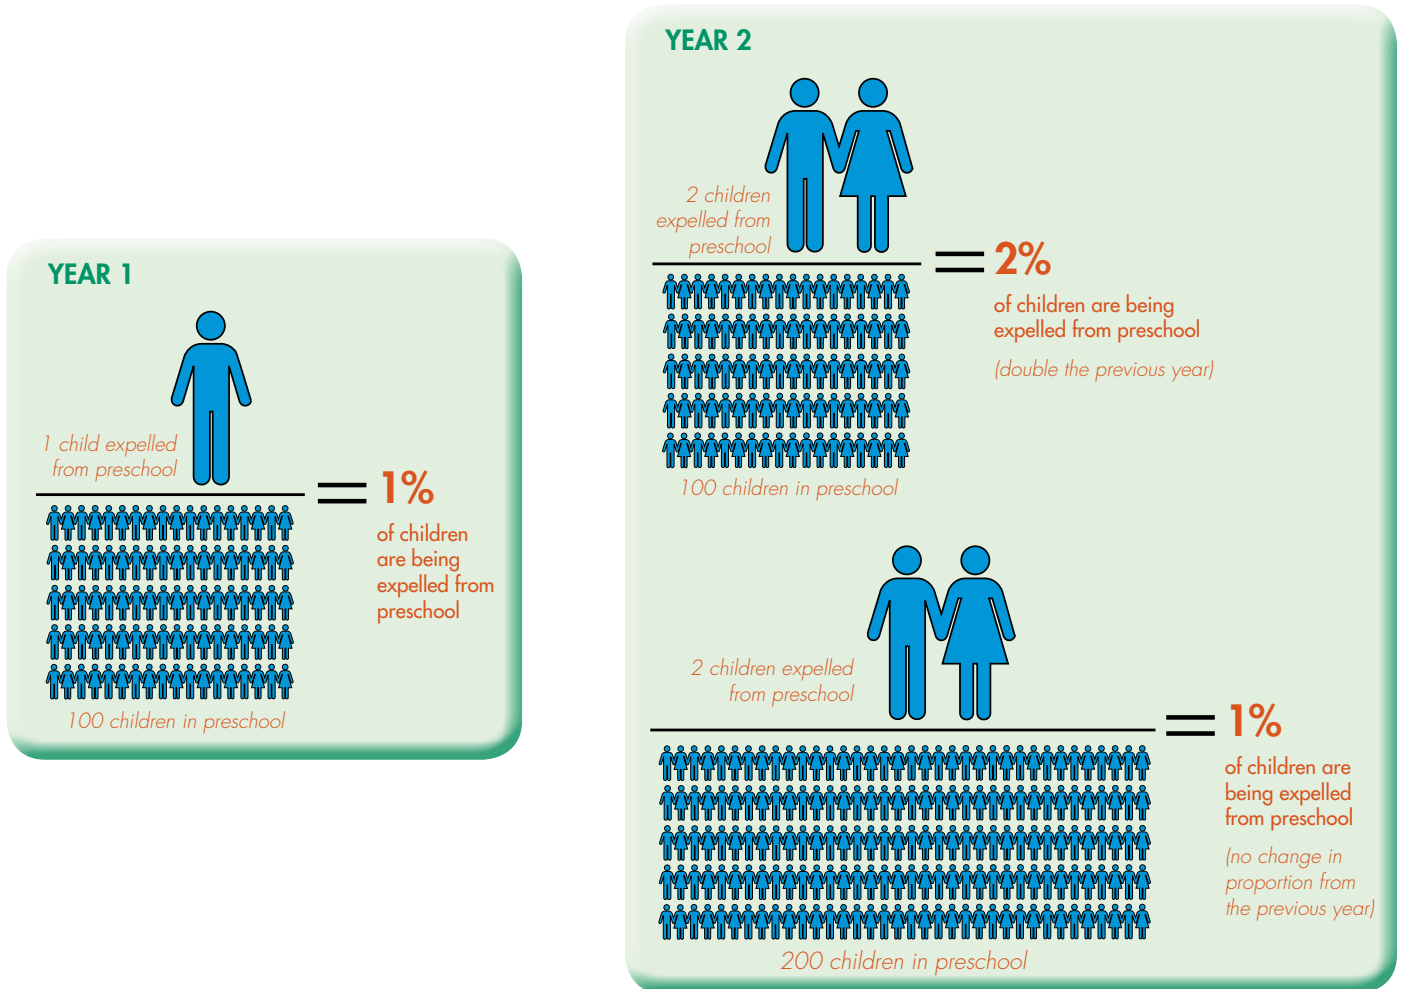 YEAR 1
1 child expelled
from preschool
100 children in preschool
1%
of children
are being
expelled from
preschool
YEAR 2
2 children
expelled from
preschool
100 children in preschool
2%
of children are being
expelled from preschool
(double the previous year)
2 children expelled
from preschool
200 children in preschool
1%
of children are
being expelled
from preschool
(no change in
proportion from
the previous year)